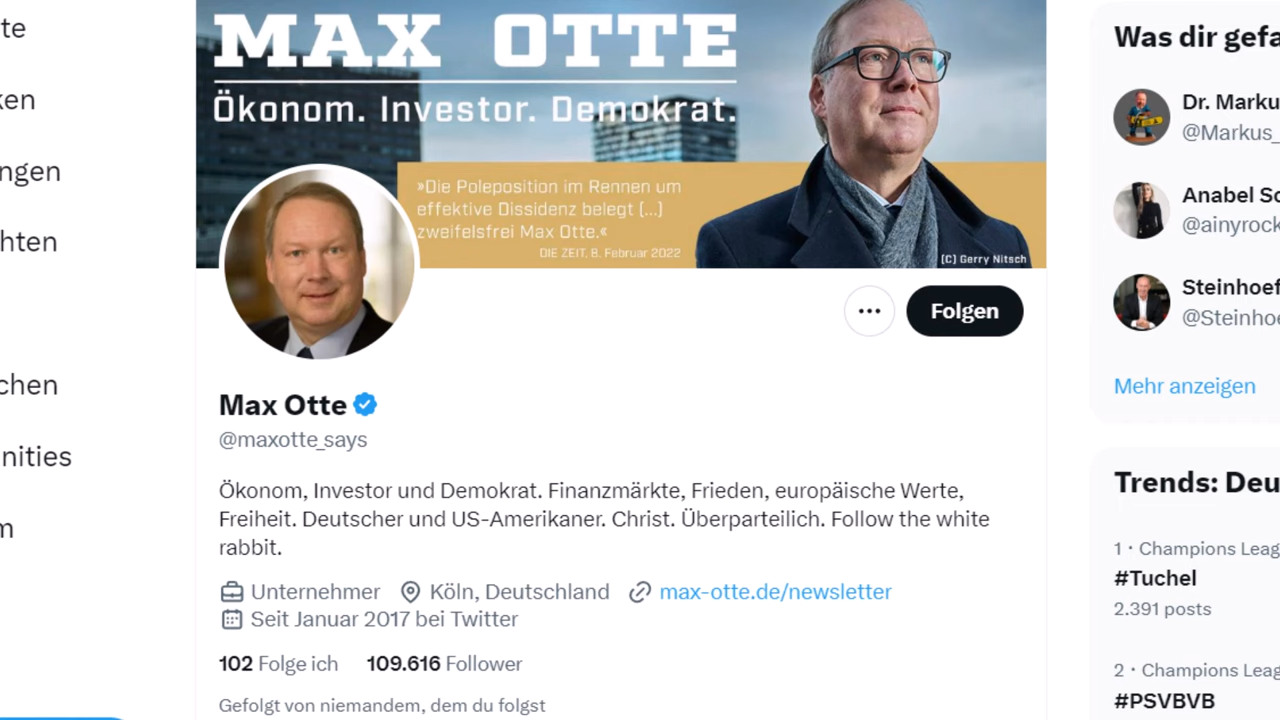 te
ken
ngen
hten
chen
nities
m
MAX OTTE
Ökonom. Investor. Demokrat.
»Die Poleposition im Rennen um
effektive Dissidenz belegt (...)
zweifelsfrei Max Otte.«
DIE ZEIT, 8. Februar 2022
(C) Gerry Nitsch
Folgen
Max Otte
@maxotte_says
Ökonom, Investor und Demokrat. Finanzmärkte, Frieden, europäische Werte,
Freiheit. Deutscher und US-Amerikaner. Christ. Überparteilich. Follow the white
rabbit.
Unternehmer Köln, Deutschland max-otte.de/newsletter
Seit Januar 2017 bei Twitter
102 Folge ich 109.616 Follower
Gefolgt von niemandem, dem du folgst
Was dir gefa
Dr. Marku
@Markus_
Anabel Sc
@ainyrock
Steinhoef
@Steinhoe
Mehr anzeigen
Trends: Deu
1 · Champions Leag
#Tuchel
2.391 posts
2 · Champions Leag
#PSVBVB